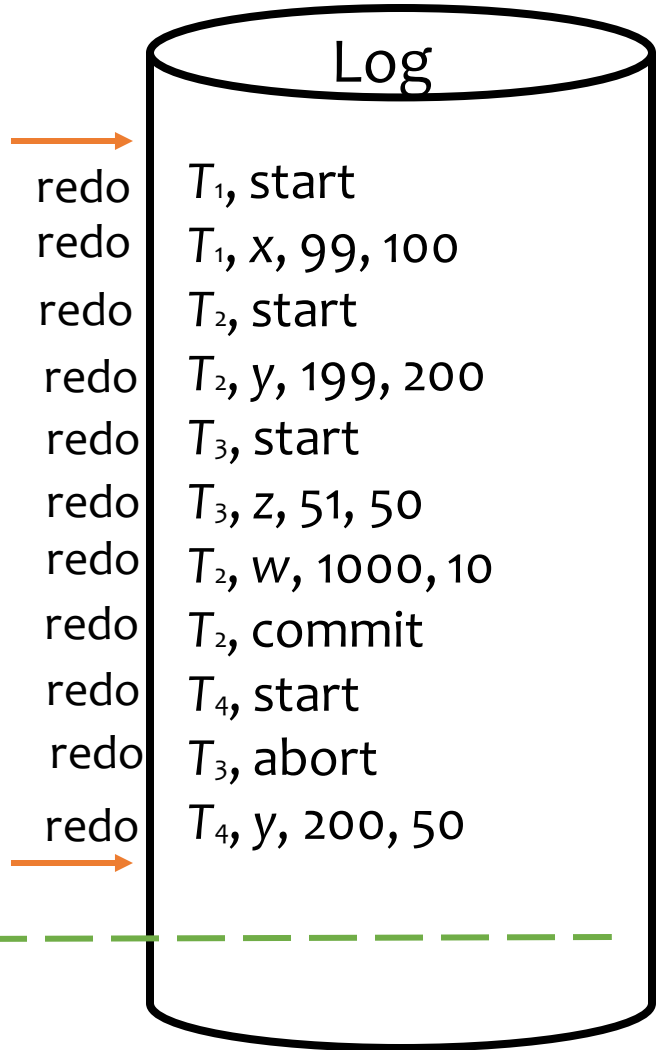 Log
redo T₁, start
redo T₁, x, 99, 100
redo T₂, start
redo T₂, y, 199, 200
redo T₃, start
redo T₃, z, 51, 50
redo T₂, w, 1000, 10
redo T₂, commit
redo T₄, start
redo T₃, abort
redo T₄, y, 200, 50